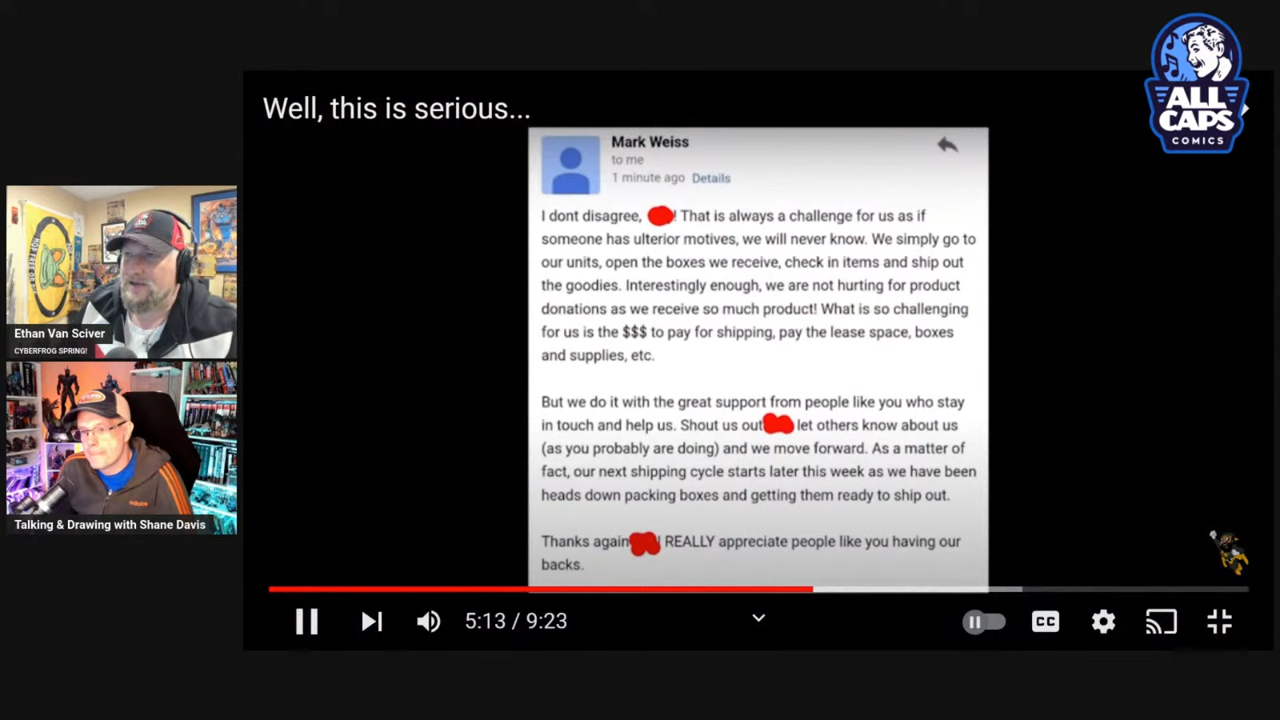 ALL
CAPS
COMICS
Well, this is serious...
Mark Weiss
to me
1 minute ago Details
I dont disagree, ! That is always a challenge for us as if
someone has ulterior motives, we will never know. We simply go to
our units, open the boxes we receive, check in items and ship out
the goodies. Interestingly enough, we are not hurting for product
donations as we receive so much product! What is so challenging
for us is the $$$ to pay for shipping, pay the lease space, boxes
and supplies, etc.
But we do it with the great support from people like you who stay
in touch and help us. Shout us out let others know about us
(as you probably are doing) and we move forward. As a matter of
fact, our next shipping cycle starts later this week as we have been
heads down packing boxes and getting them ready to ship out.
Thanks again I REALLY appreciate people like you having our
backs.
Ethan Van Sciver
CYBERFROG SPRING!
Talking & Drawing with Shane Davis
5:13 / 9:23
CC